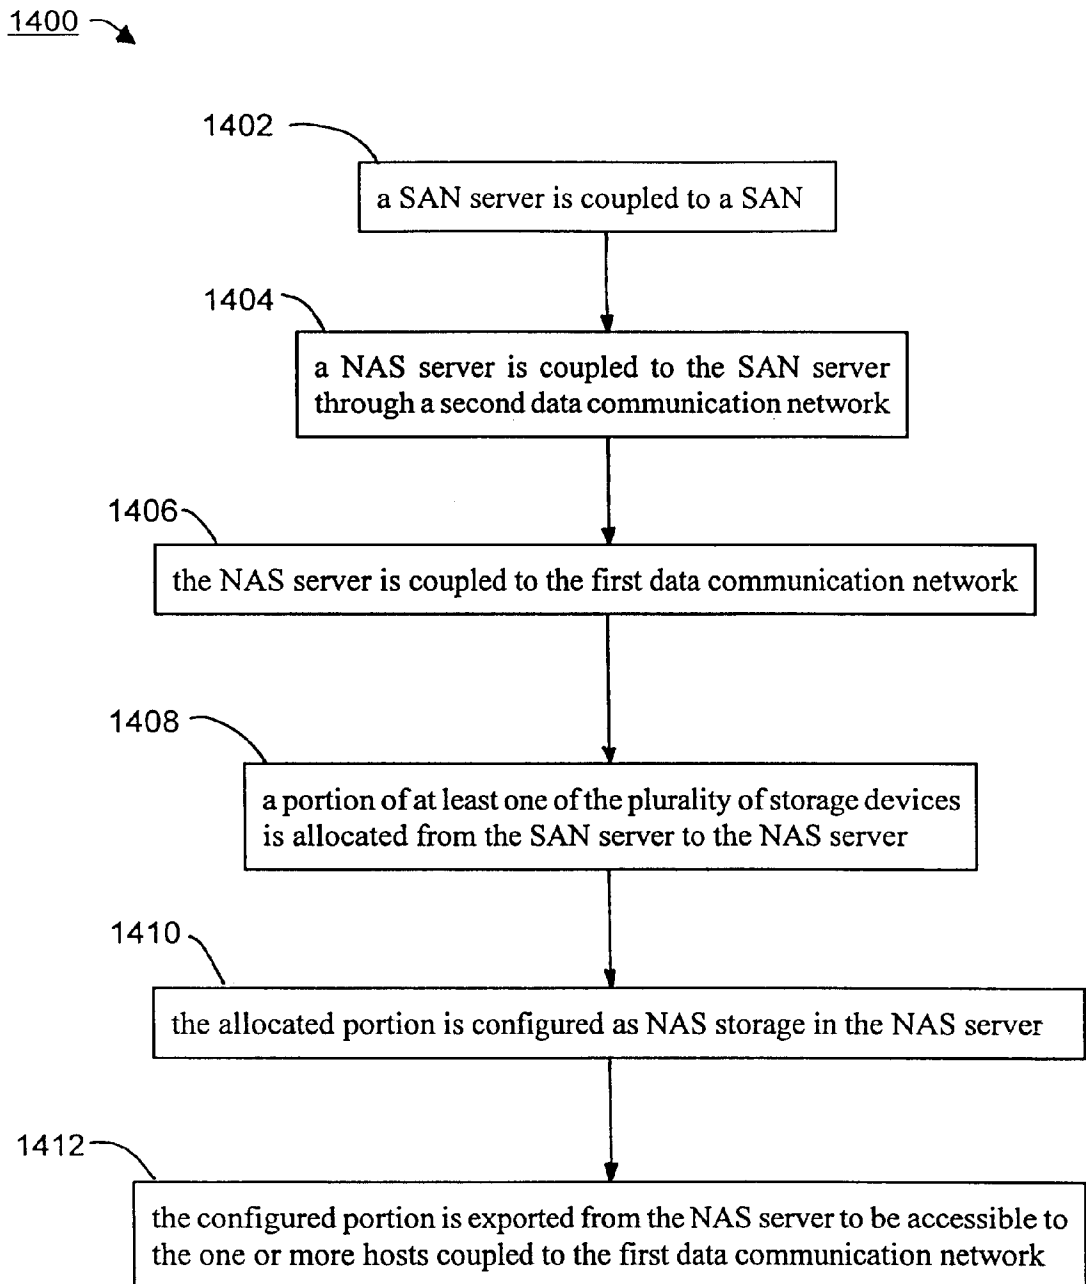 1400
1402
a SAN server is coupled to a SAN
1404
a NAS server is coupled to the SAN server
through a second data communication network
1406
the NAS server is coupled to the first data communication network
1408
a portion of at least one of the plurality of storage devices
is allocated from the SAN server to the NAS server
1410
the allocated portion is configured as NAS storage in the NAS server
1412
the configured portion is exported from the NAS server to be accessible to
the one or more hosts coupled to the first data communication network